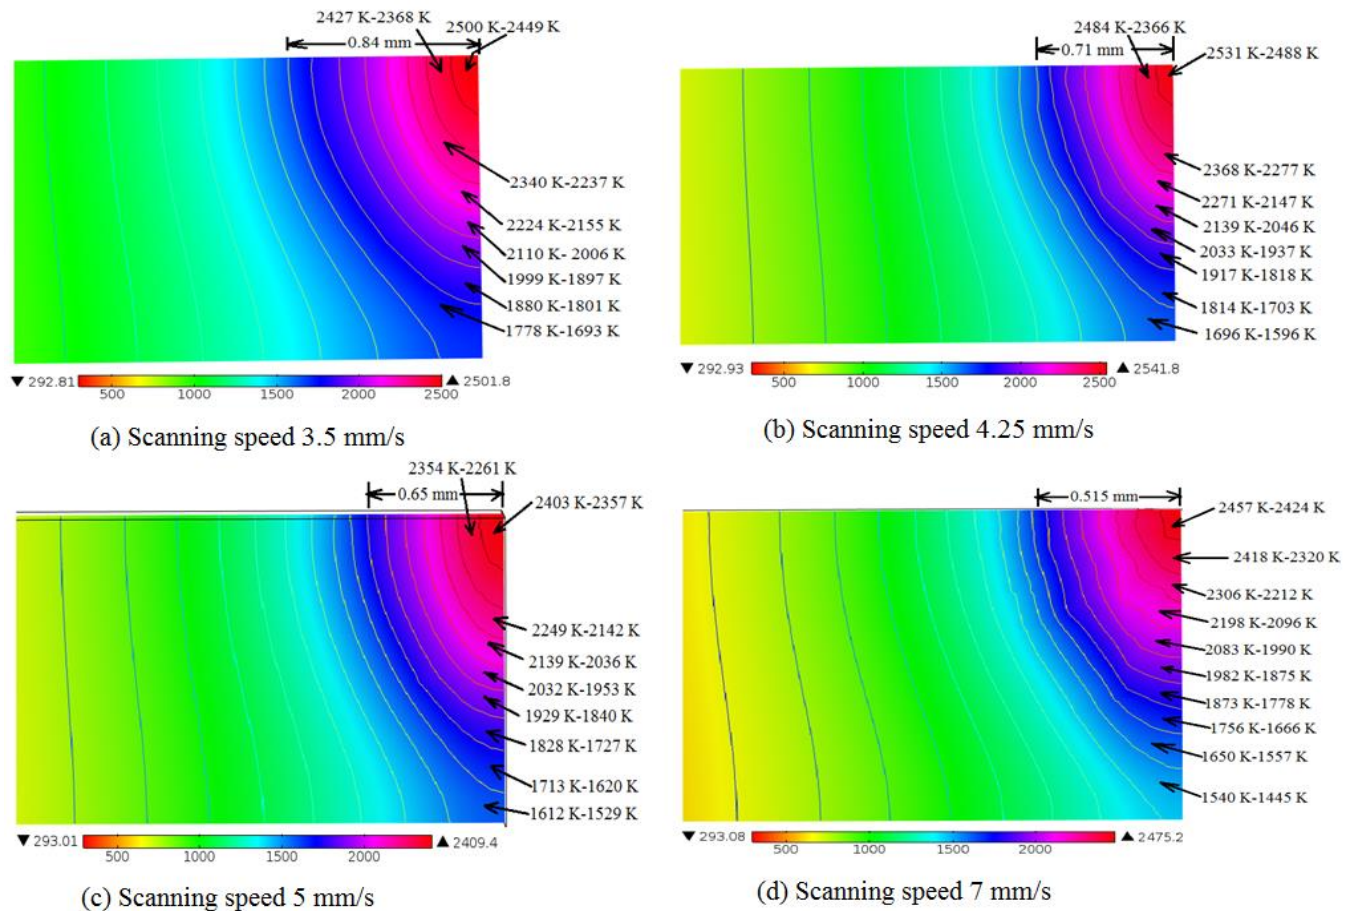 2427 K-2368 K
2500 K-2449 K
0.84 mm
2340 K-2237 K
2224 K-2155 K
2110 K- 2006 K
1999 K-1897 K
1880 K-1801 K
1778 K-1693 K
▼ 292.81 ▲ 2501.8
500 1000 1500 2000 2500
(a) Scanning speed 3.5 mm/s
2484 K-2366 K
2531 K-2488 K
0.71 mm
2368 K-2277 K
2271 K-2147 K
2139 K-2046 K
2033 K-1937 K
1917 K-1818 K
1814 K-1703 K
1696 K-1596 K
▼ 292.93 ▲ 2541.8
500 1000 1500 2000 2500
(b) Scanning speed 4.25 mm/s
2354 K-2261 K
0.65 mm
2403 K-2357 K
2249 K-2142 K
2139 K-2036 K
2032 K-1953 K
1929 K-1840 K
1828 K-1727 K
1713 K-1620 K
1612 K-1529 K
▼ 293.01 ▲ 2409.4
500 1000 1500 2000
(c) Scanning speed 5 mm/s
0.515 mm
2457 K-2424 K
2418 K-2320 K
2306 K-2212 K
2198 K-2096 K
2083 K-1990 K
1982 K-1875 K
1873 K-1778 K
1756 K-1666 K
1650 K-1557 K
1540 K-1445 K
▼ 293.08 ▲ 2475.2
500 1000 1500 2000
(d) Scanning speed 7 mm/s